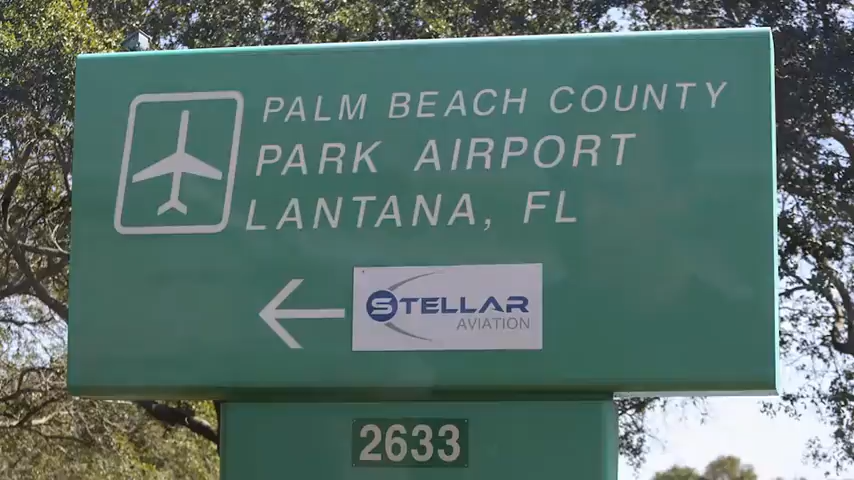 PALM BEACH COUNTY
PARK AIRPORT
LANTANA, FL
STELLAR
AVIATION
2633